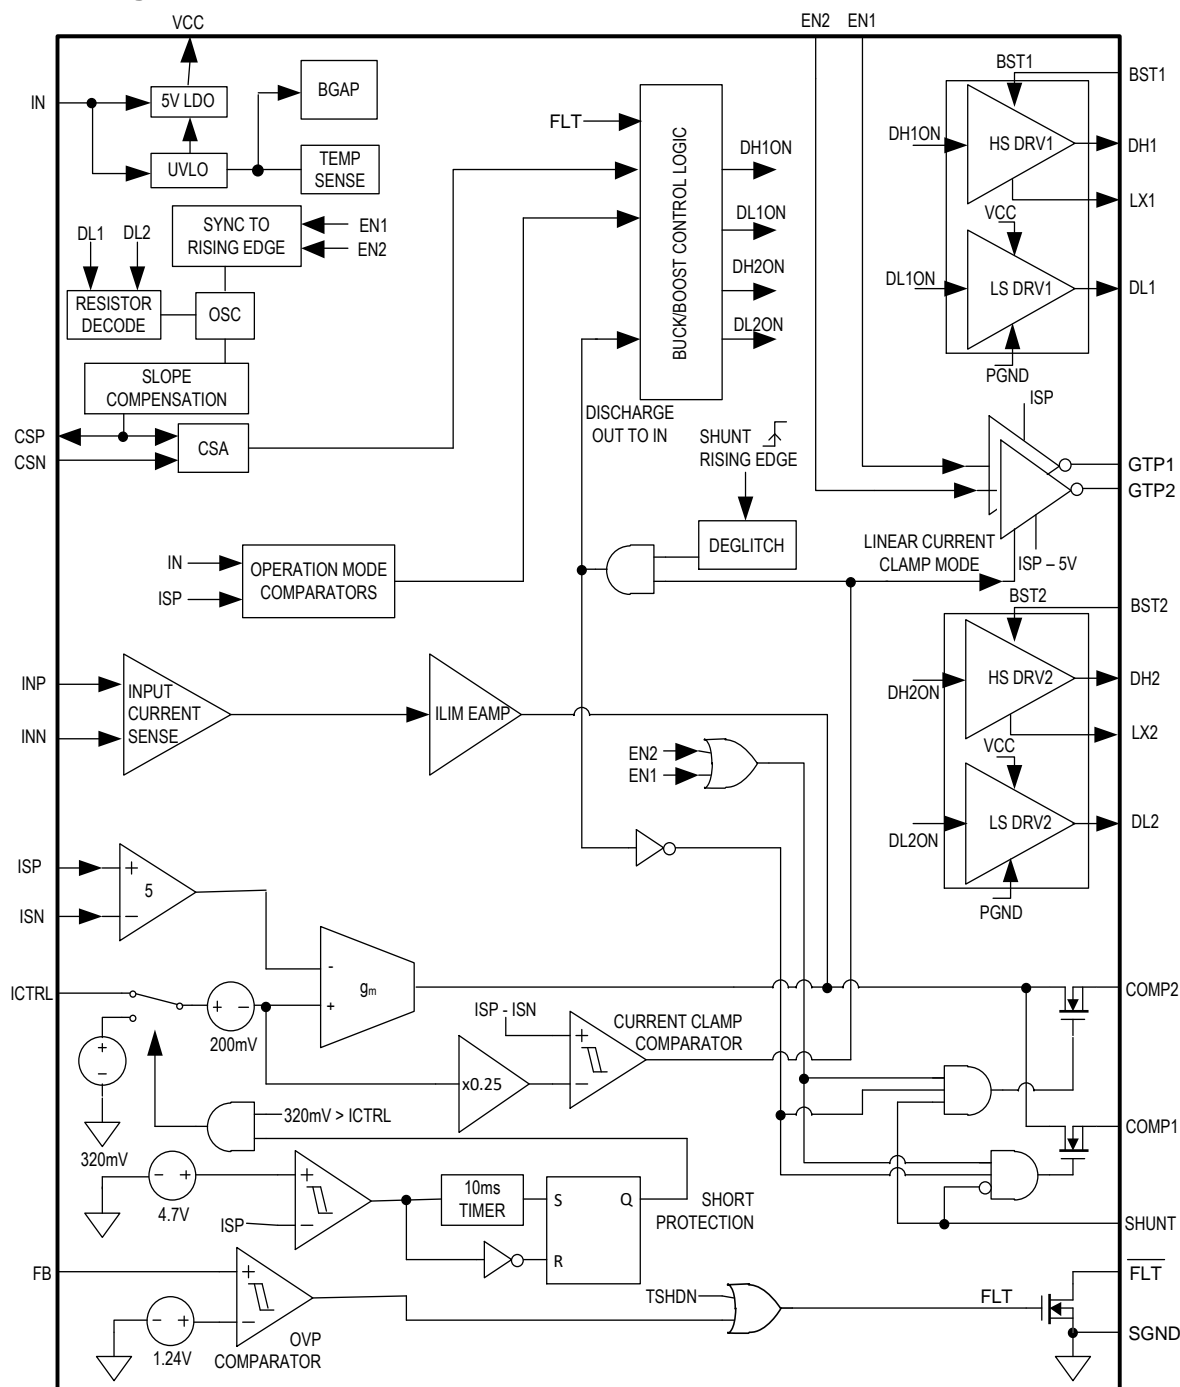 VCC
EN2
EN1
IN
5V LDO
BGAP
UVLO
TEMP
SENSE
FLT
BUCK/BOOST CONTROL LOGIC
DH1ON
DL1ON
DH2ON
DL2ON
BST1
BST1
DH1ON
HS DRV1
DH1
LX1
VCC
DL1ON
LS DRV1
DL1
PGND
SYNC TO
RISING EDGE
EN1
EN2
DL1
DL2
RESISTOR
DECODE
OSC
SLOPE
COMPENSATION
CSP
CSN
CSA
DISCHARGE
OUT TO IN
SHUNT
RISING EDGE
DEGLITCH
ISP
GTP1
GTP2
LINEAR CURRENT
CLAMP MODE
ISP – 5V
IN
ISP
OPERATION MODE
COMPARATORS
BST2
BST2
DH2ON
HS DRV2
DH2
LX2
VCC
DL2ON
LS DRV2
DL2
PGND
INP
INN
INPUT
CURRENT
SENSE
ILIM EAMP
EN2
EN1
ISP
ISN
+
5
−
-
gm
+
ICTRL
+ −
200mV
COMP2
ISP - ISN
+
−
CURRENT CLAMP
COMPARATOR
x0.25
+
−
320mV
320mV > ICTRL
COMP1
− +
4.7V
+
ISP
−
10ms
TIMER
S
Q
R
SHORT
PROTECTION
SHUNT
FB
+
−
− +
1.24V
OVP
COMPARATOR
TSHDN
FLT
FLT
SGND